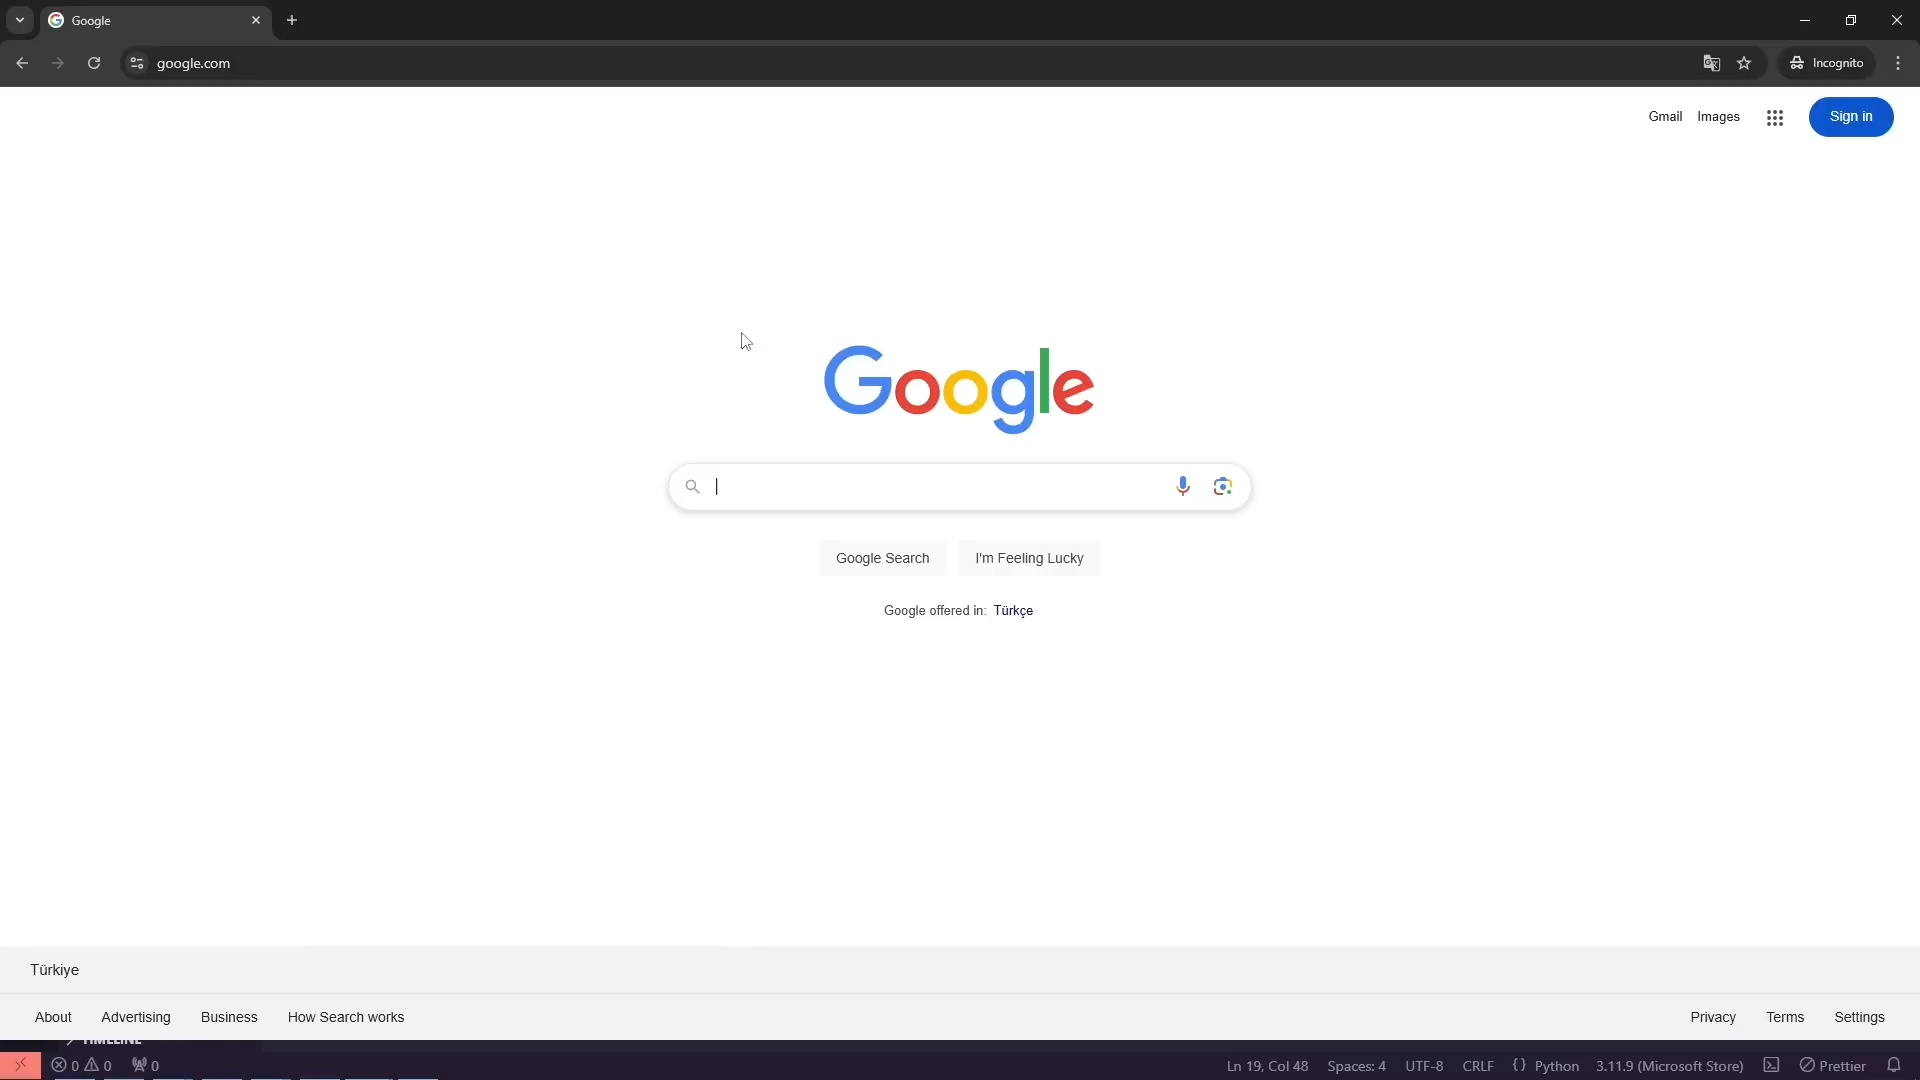 Google
google.com
Incognito
Gmail Images Sign in
Google
Google Search I'm Feeling Lucky
Google offered in: Türkçe
Türkiye
About Advertising Business How Search works Privacy Terms Settings
TIMELINE
0 0 0 Ln 19, Col 48 Spaces: 4 UTF-8 CRLF {} Python 3.11.9 (Microsoft Store) Prettier